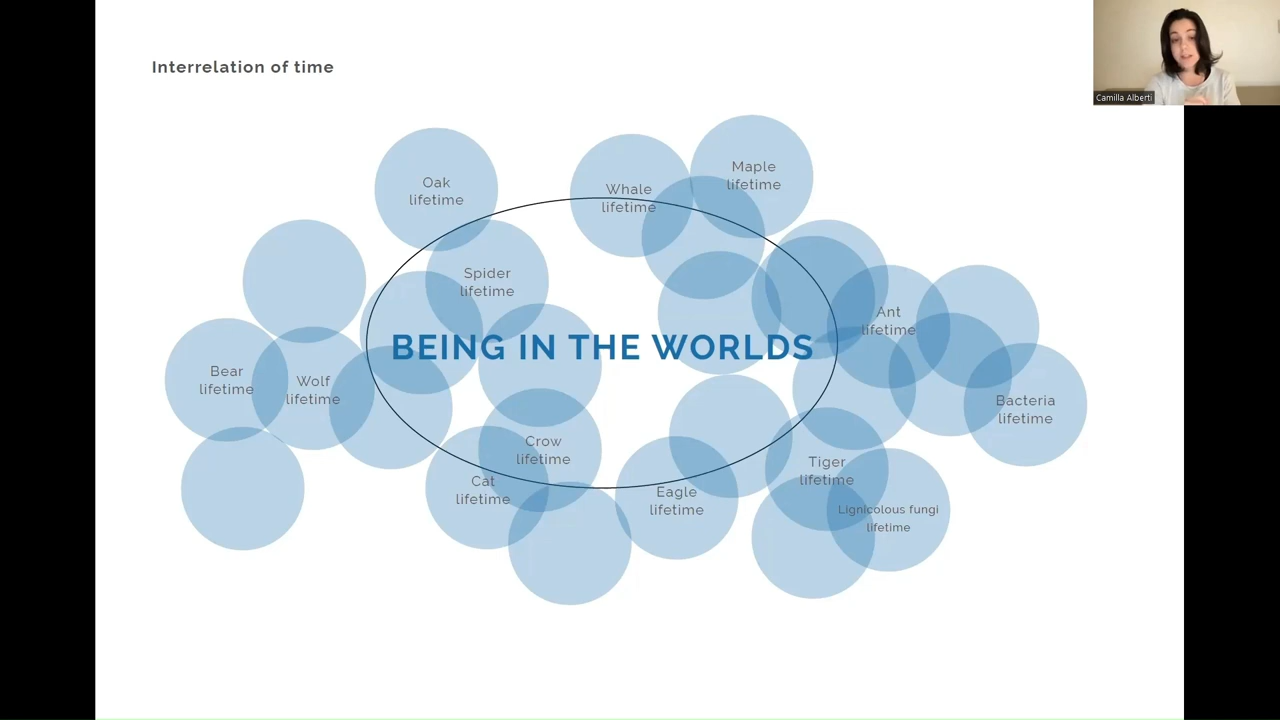 Interrelation of time
Camilla Alberti
Oak
lifetime
Whale
lifetime
Maple
lifetime
Spider
lifetime
Ant
lifetime
BEING IN THE WORLDS
Bear
lifetime
Wolf
lifetime
Bacteria
lifetime
Crow
lifetime
Cat
lifetime
Eagle
lifetime
Tiger
lifetime
Lignicolous fungi
lifetime